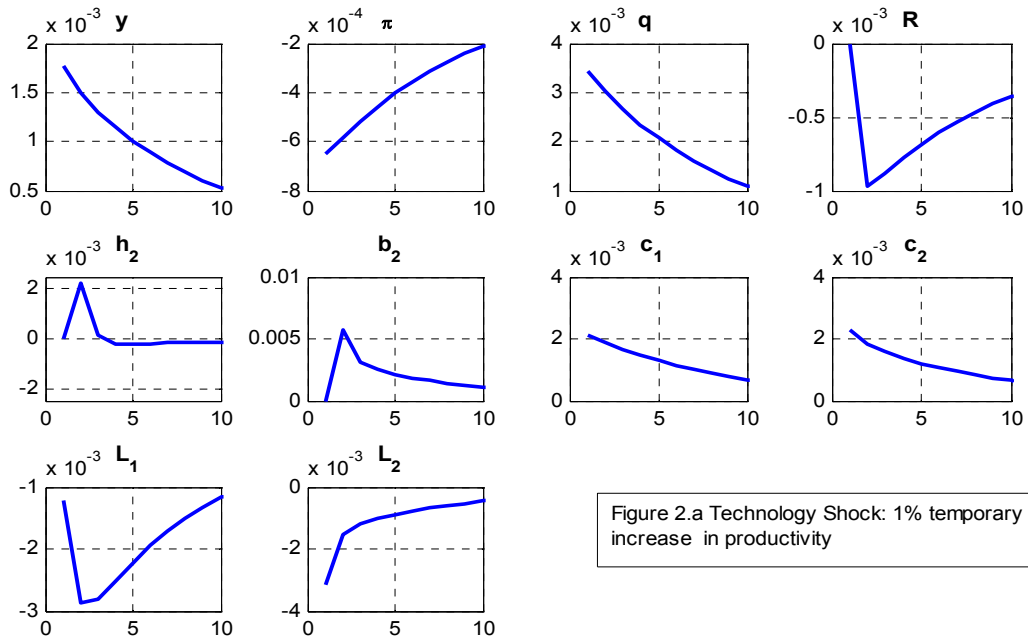 x 10⁻³ y
2
1.5
1
0.5
0 5 10
x 10⁻⁴ π
-2
-4
-6
-8
0 5 10
x 10⁻³ q
4
3
2
1
0 5 10
x 10⁻³ R
0
-0.5
-1
0 5 10
x 10⁻³ h₂
2
0
-2
0 5 10
b₂
0.01
0.005
0
0 5 10
x 10⁻³ c₁
4
2
0
0 5 10
x 10⁻³ c₂
4
2
0
0 5 10
x 10⁻³ L₁
-1
-2
-3
0 5 10
x 10⁻³ L₂
0
-2
-4
0 5 10
Figure 2.a Technology Shock: 1% temporary
increase in productivity